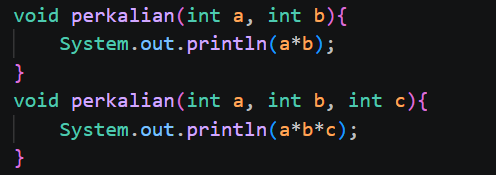 void perkalian(int a, int b){
    System.out.println(a*b);
}
void perkalian(int a, int b, int c){
    System.out.println(a*b*c);
}